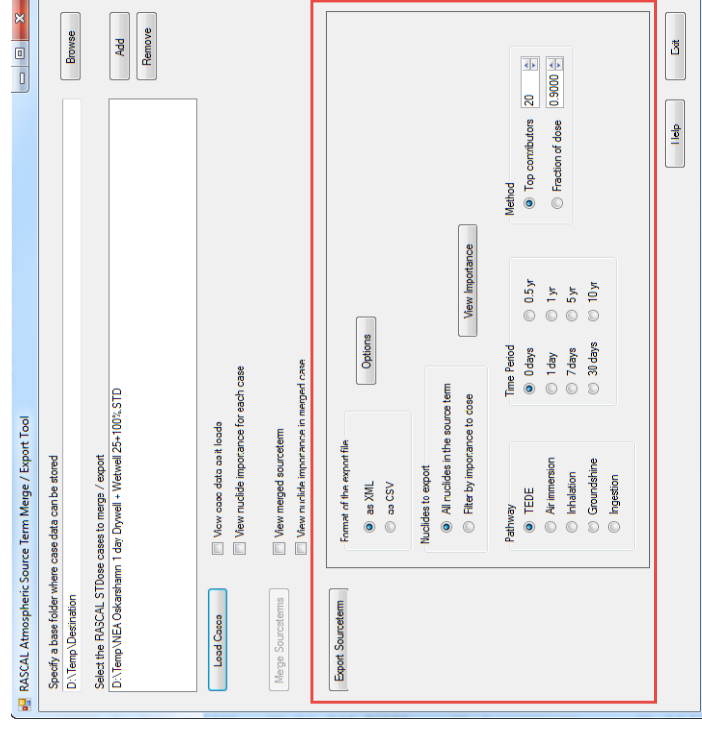 RASCAL Atmospheric Source Term Merge / Export Tool
Specify a base folder where case data can be stored
D:\Temp\Destination
Browse
Select the RASCAL STDose cases to merge / export
D:\Temp\NEA Oskarshamn 1 day Drywell + Wetwell 25+100%.STD
Add
Remove
Load Cases
View case data as it loads
View nuclide imporance for each case
Merge Sourceterms
View merged sourceterm
View nuclide imporance in merged case
Export Sourceterm
Format of the export file
as XML
as CSV
Options
Nuclides to export
All nuclides in the source term
Filter by importance to dose
View Importance
Pathway
TEDE
Air immersion
Inhalation
Groundshine
Ingestion
Time Period
0 days
0.5 yr
1 day
1 yr
7 days
5 yr
30 days
10 yr
Method
Top contributors
20
Fraction of dose
0.9000
Help
Exit